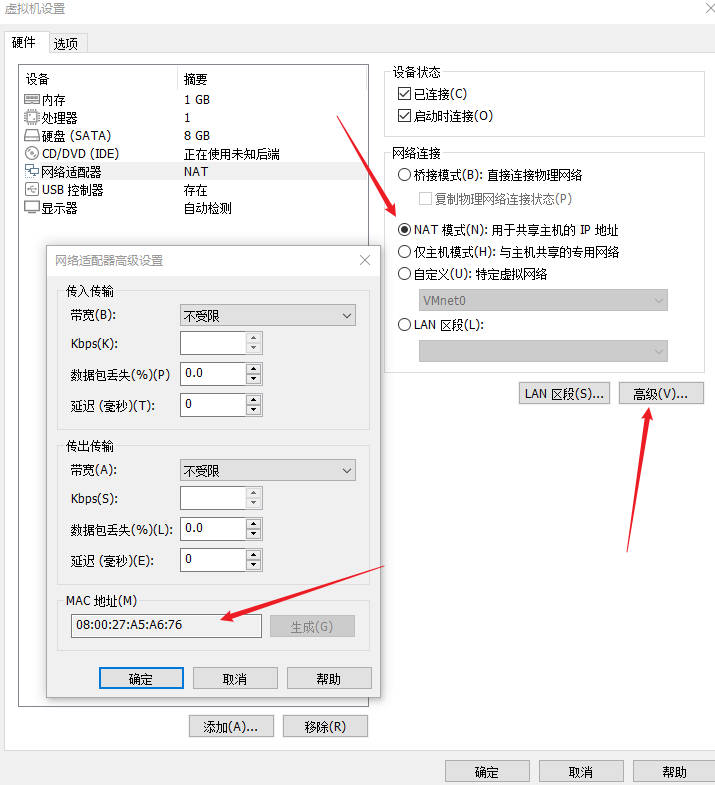 虚拟机设置
硬件 选项
设备 摘要
内存 1 GB
处理器 1
硬盘 (SATA) 8 GB
CD/DVD (IDE) 正在使用未知后端
网络适配器 NAT
USB 控制器 存在
显示器 自动检测
设备状态
已连接(C)
启动时连接(O)
网络连接
桥接模式(B): 直接连接物理网络
复制物理网络连接状态(P)
NAT 模式(N): 用于共享主机的 IP 地址
仅主机模式(H): 与主机共享的专用网络
自定义(U): 特定虚拟网络
VMnet0
LAN 区段(L):
LAN 区段(S)... 高级(V)...
网络适配器高级设置
传入传输
带宽(B): 不受限
Kbps(K):
数据包丢失(%)(P) 0.0
延迟 (毫秒)(T): 0
传出传输
带宽(A): 不受限
Kbps(S):
数据包丢失(%)(L): 0.0
延迟 (毫秒)(E): 0
MAC 地址(M)
08:00:27:A5:A6:76 生成(G)
确定 取消 帮助
添加(A)... 移除(R)
确定 取消 帮助